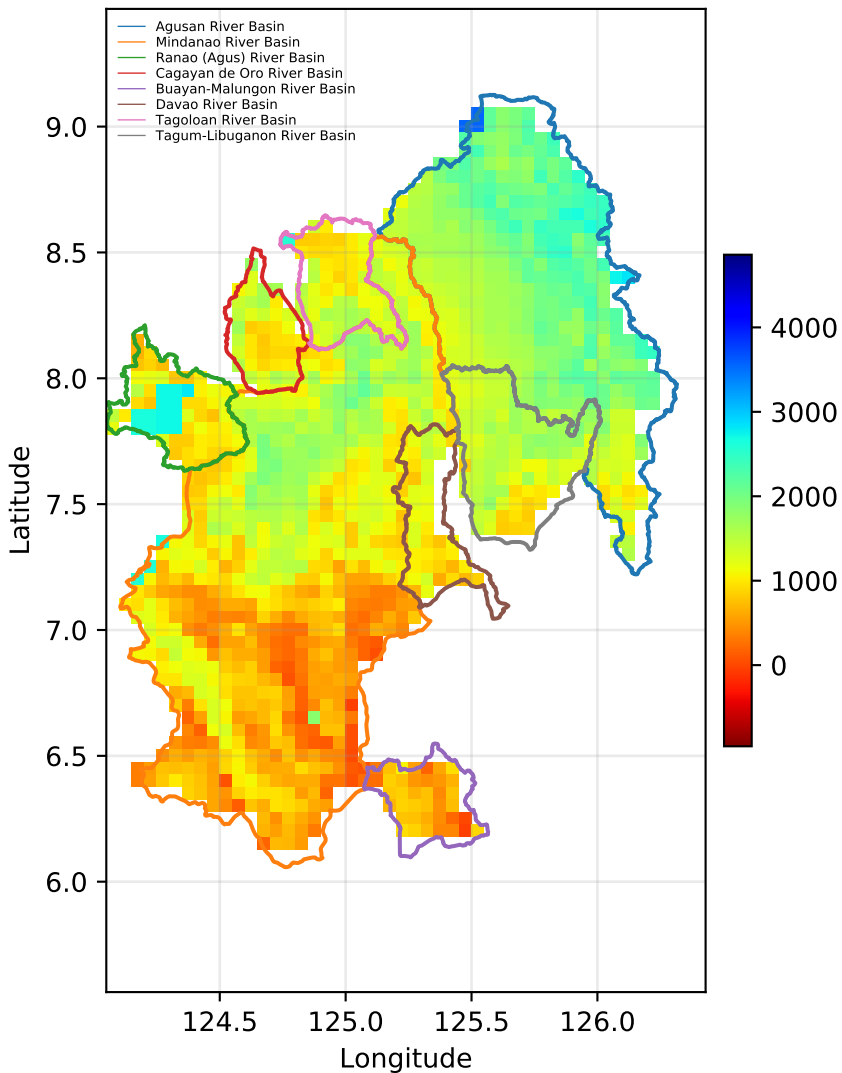 Agusan River Basin
Mindanao River Basin
Ranao (Agus) River Basin
Cagayan de Oro River Basin
Buayan-Malungon River Basin
Davao River Basin
Tagoloan River Basin
Tagum-Libuganon River Basin
9.0
8.5
8.0
7.5
7.0
6.5
6.0
Latitude
124.5 125.0 125.5 126.0
Longitude
4000
3000
2000
1000
0